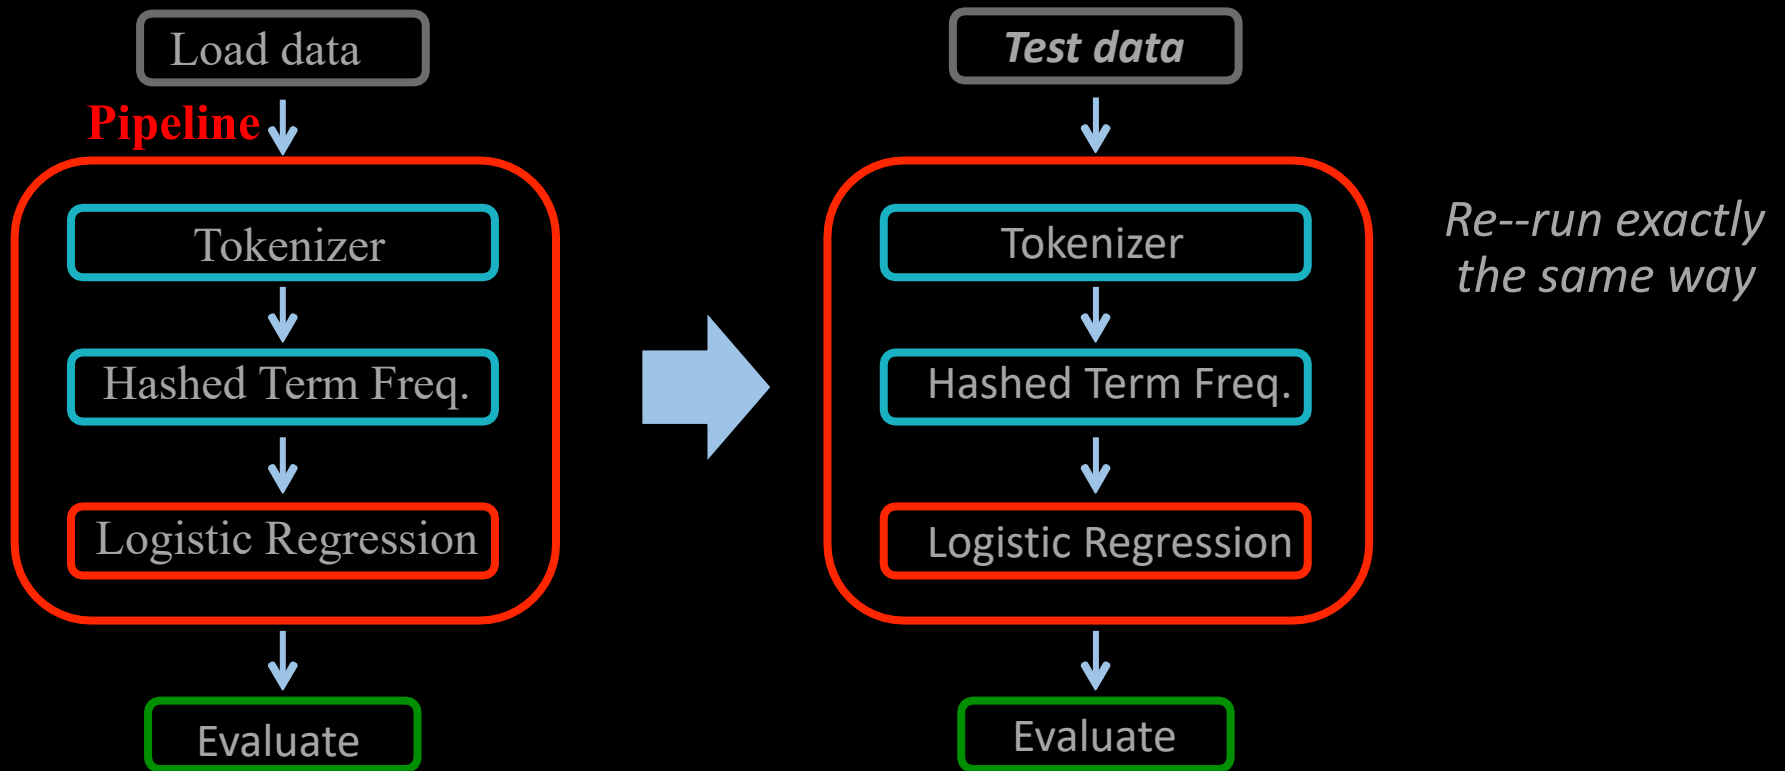 Load data
Pipeline
Tokenizer
Hashed Term Freq.
Logistic Regression
Evaluate
Test data
Tokenizer
Hashed Term Freq.
Logistic Regression
Evaluate
Re--run exactly
the same way